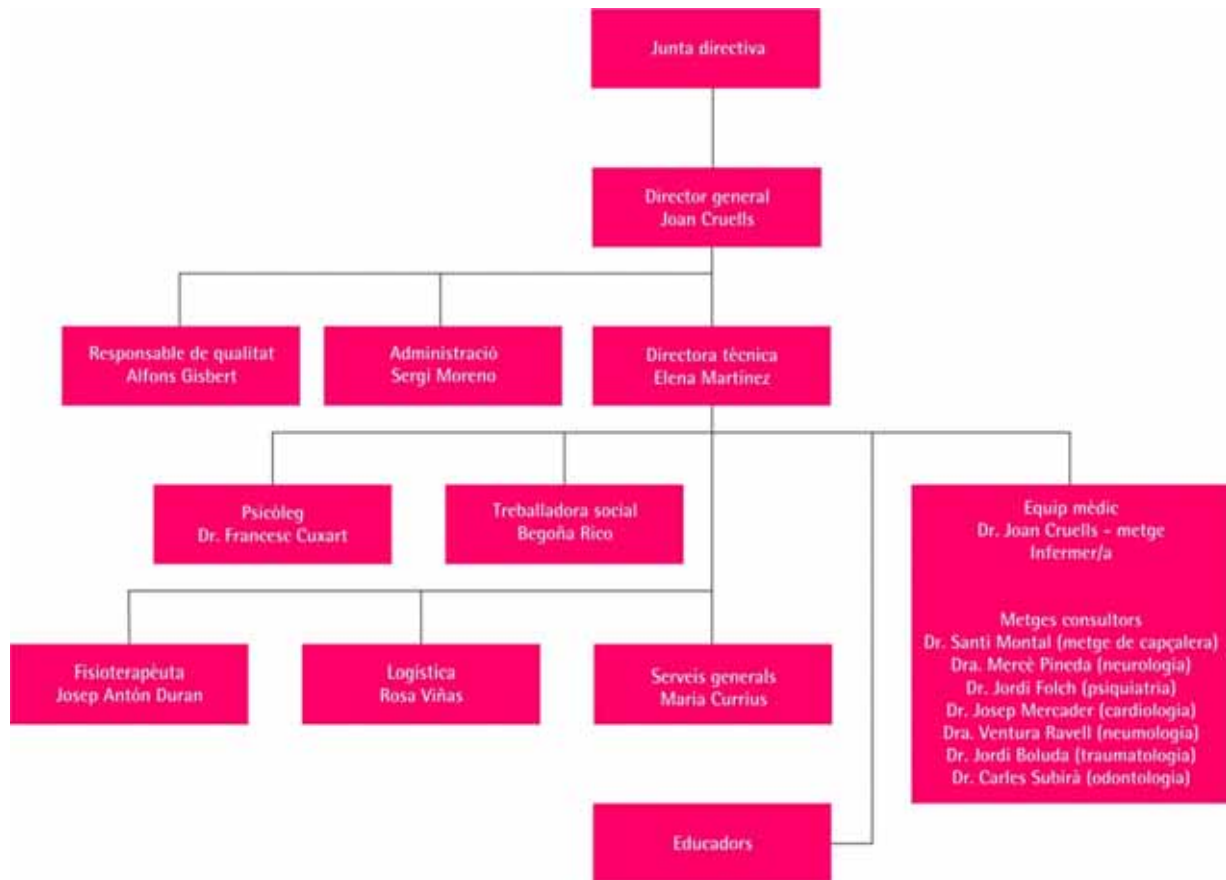 Junta directiva
Director general
Joan Cruells
Responsable de qualitat
Alfons Gisbert
Administració
Sergi Moreno
Directora tècnica
Elena Martínez
Psicòleg
Dr. Francesc Cuxart
Treballadora social
Begoña Rico
Equip mèdic
Dr. Joan Cruells - metge
Infermer/a
Metges consultors
Dr. Santi Montal (metge de capçalera)
Dra. Mercè Pineda (neurologia)
Dr. Jordi Folch (psiquiatria)
Dr. Josep Mercader (cardiologia)
Dra. Ventura Ravell (neumologia)
Dr. Jordi Boluda (traumatologia)
Dr. Carles Subirà (odontologia)
Fisioterapèuta
Josep Antón Duran
Logística
Rosa Viñas
Serveis generals
Maria Currius
Educadors